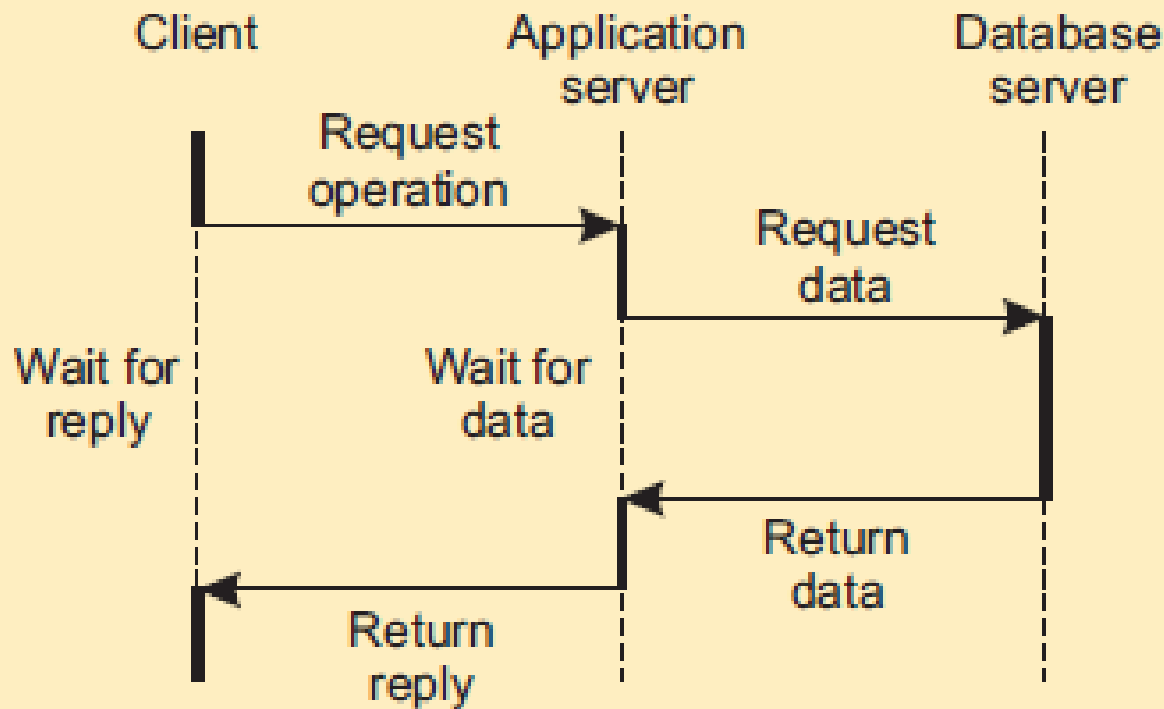 Client
Application
server
Database
server
Request
operation
Request
data
Wait for
reply
Wait for
data
Return
data
Return
reply